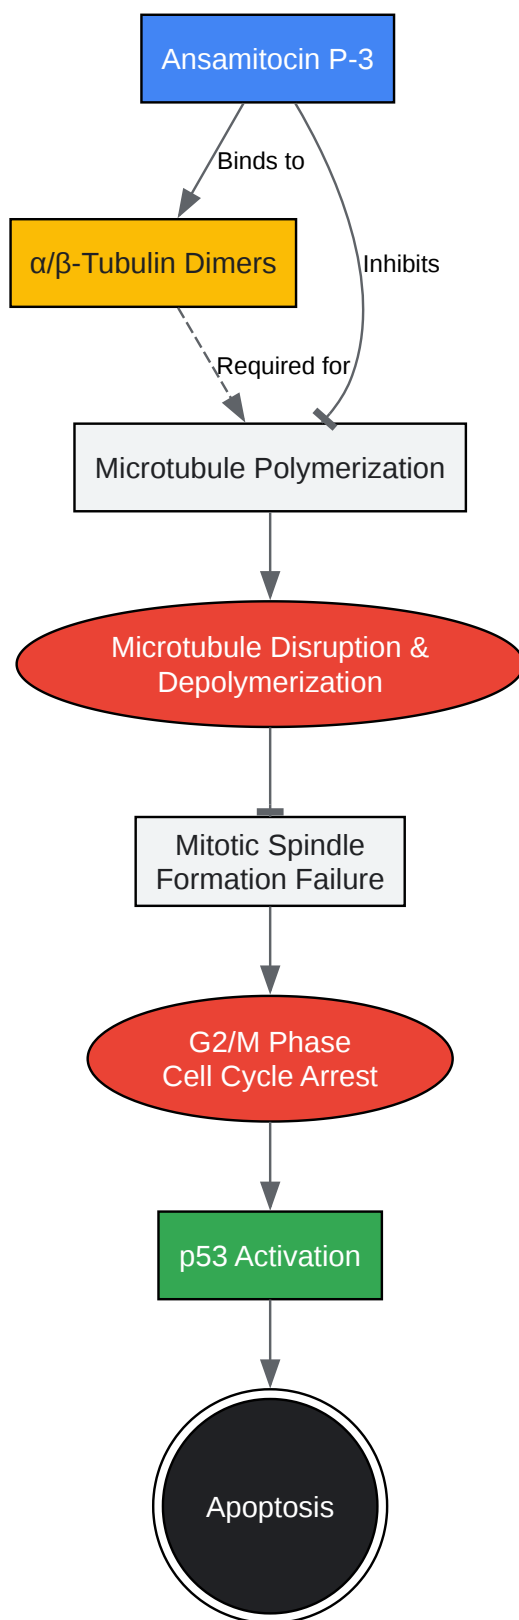 Ansamitocin P-3
Binds to
α/β-Tubulin Dimers
Inhibits
Required for
Microtubule Polymerization
Microtubule Disruption &
Depolymerization
Mitotic Spindle
Formation Failure
G2/M Phase
Cell Cycle Arrest
p53 Activation
Apoptosis